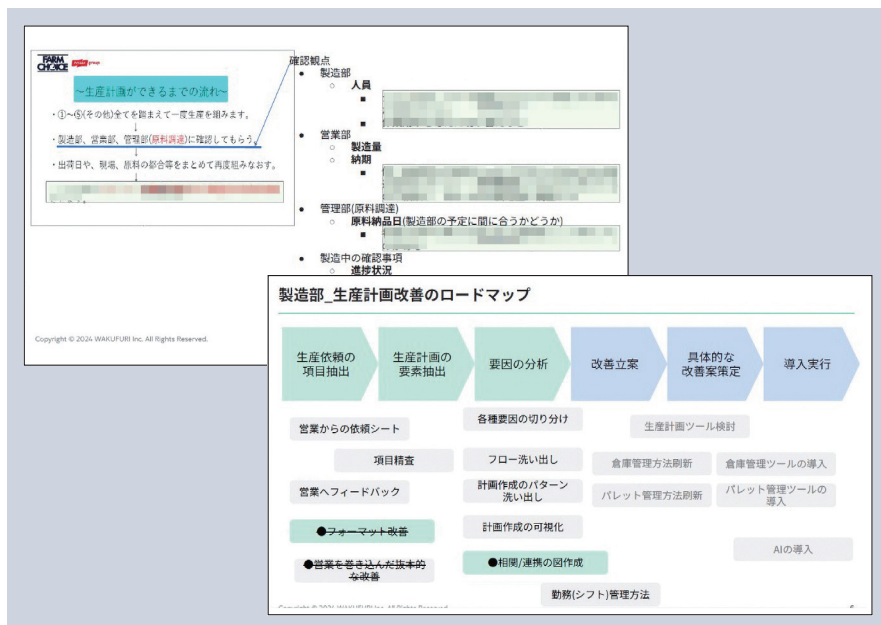 FARM
CHOICE
~生産計画ができるまでの流れ~
・①~⑤(その他)全てを踏まえて一度生産を組みます。
↓
・製造部、営業部、管理部(原料調達)に確認してもらう。
↓
・出荷日や、現場、原料の都合等をまとめて再度組みなおす。
確認観点
● 製造部
○ 人員
■
■
● 営業部
○ 製造量
○ 納期
■
● 管理部(原料調達)
○ 原料納品日(製造部の予定に間に合うかどうか)
■
● 製造中の確認事項
○ 進捗状況
Copyright © 2024 WAKUFURI Inc. All Rights Reserved.
製造部_生産計画改善のロードマップ
生産依頼の
項目抽出
生産計画の
要素抽出
要因の分析
改善立案
具体的な
改善案策定
導入実行
営業からの依頼シート
項目精査
営業へフィードバック
●フォーマット改善
●営業を巻き込んだ抜本的
な改善
各種要因の切り分け
フロー洗い出し
計画作成のパターン
洗い出し
計画作成の可視化
●相関/連携の図作成
勤務(シフト)管理方法
生産計画ツール検討
倉庫管理方法刷新
倉庫管理ツールの導入
パレット管理方法刷新
パレット管理ツールの
導入
AIの導入
Copyright © 2024 WAKUFURI Inc. All Rights Reserved.